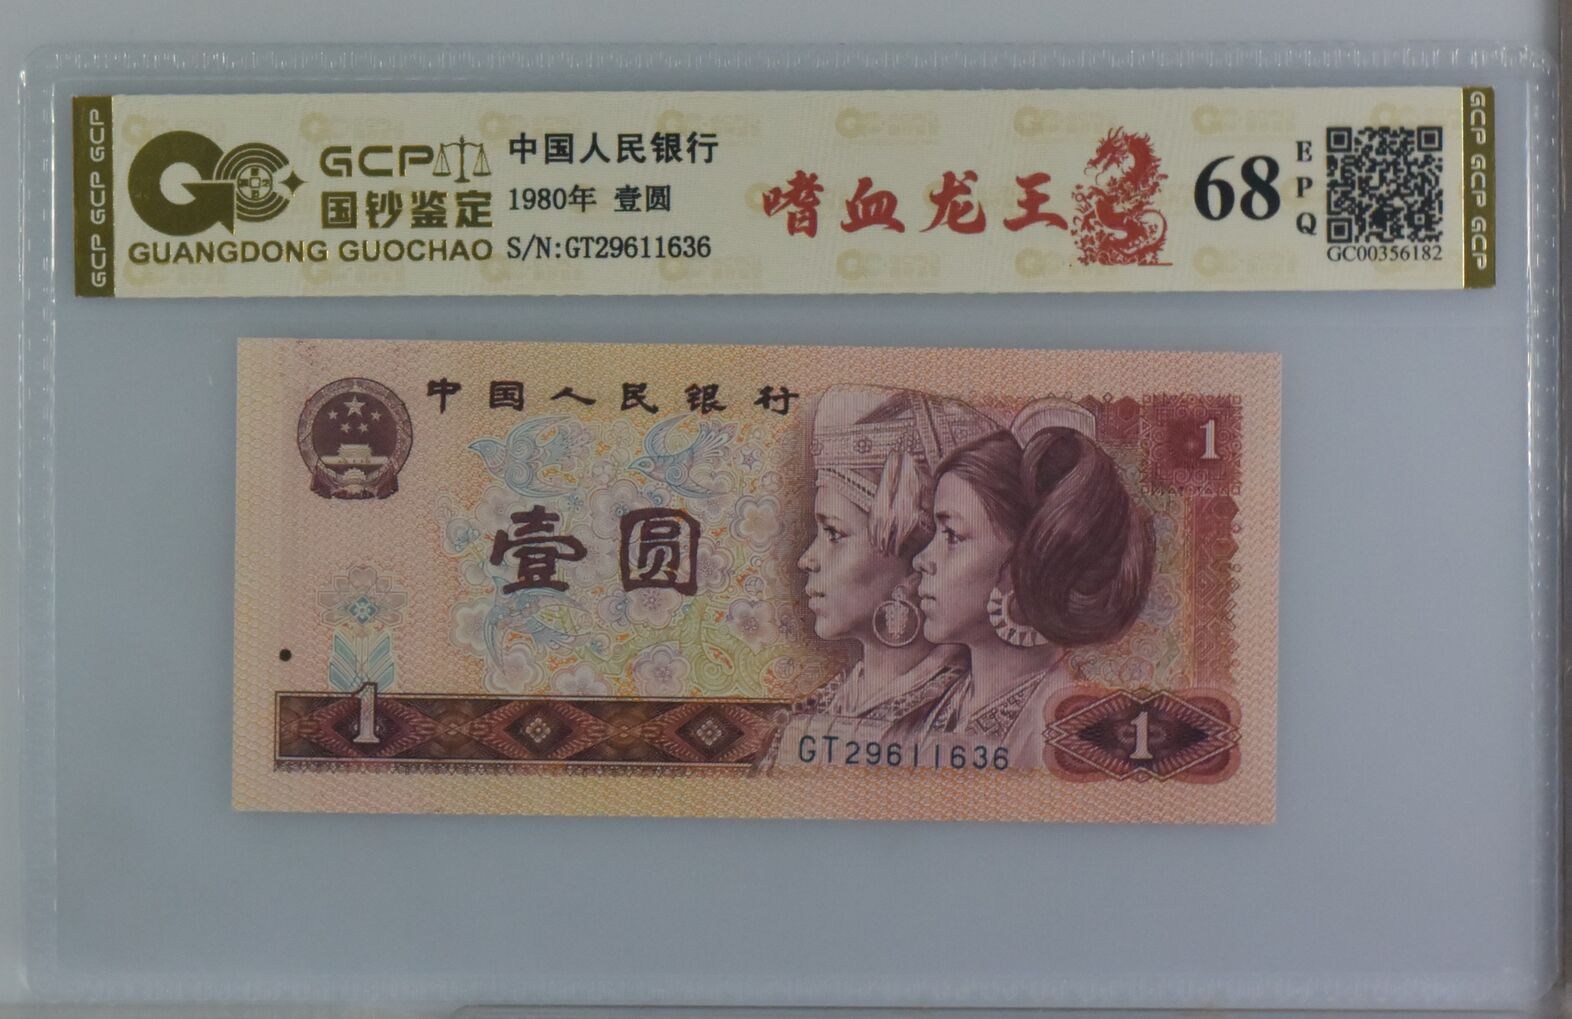 GCP GCP GCP
GCP
国钞鉴定
GUANGDONG GUOCHAO
中国人民银行
1980年 壹圆
S/N:GT29611636
嗜血龙王
68
EPQ
GC00356182
GCP GCP GCP
中国人民银行
1
壹圆
1
GT29611636
1